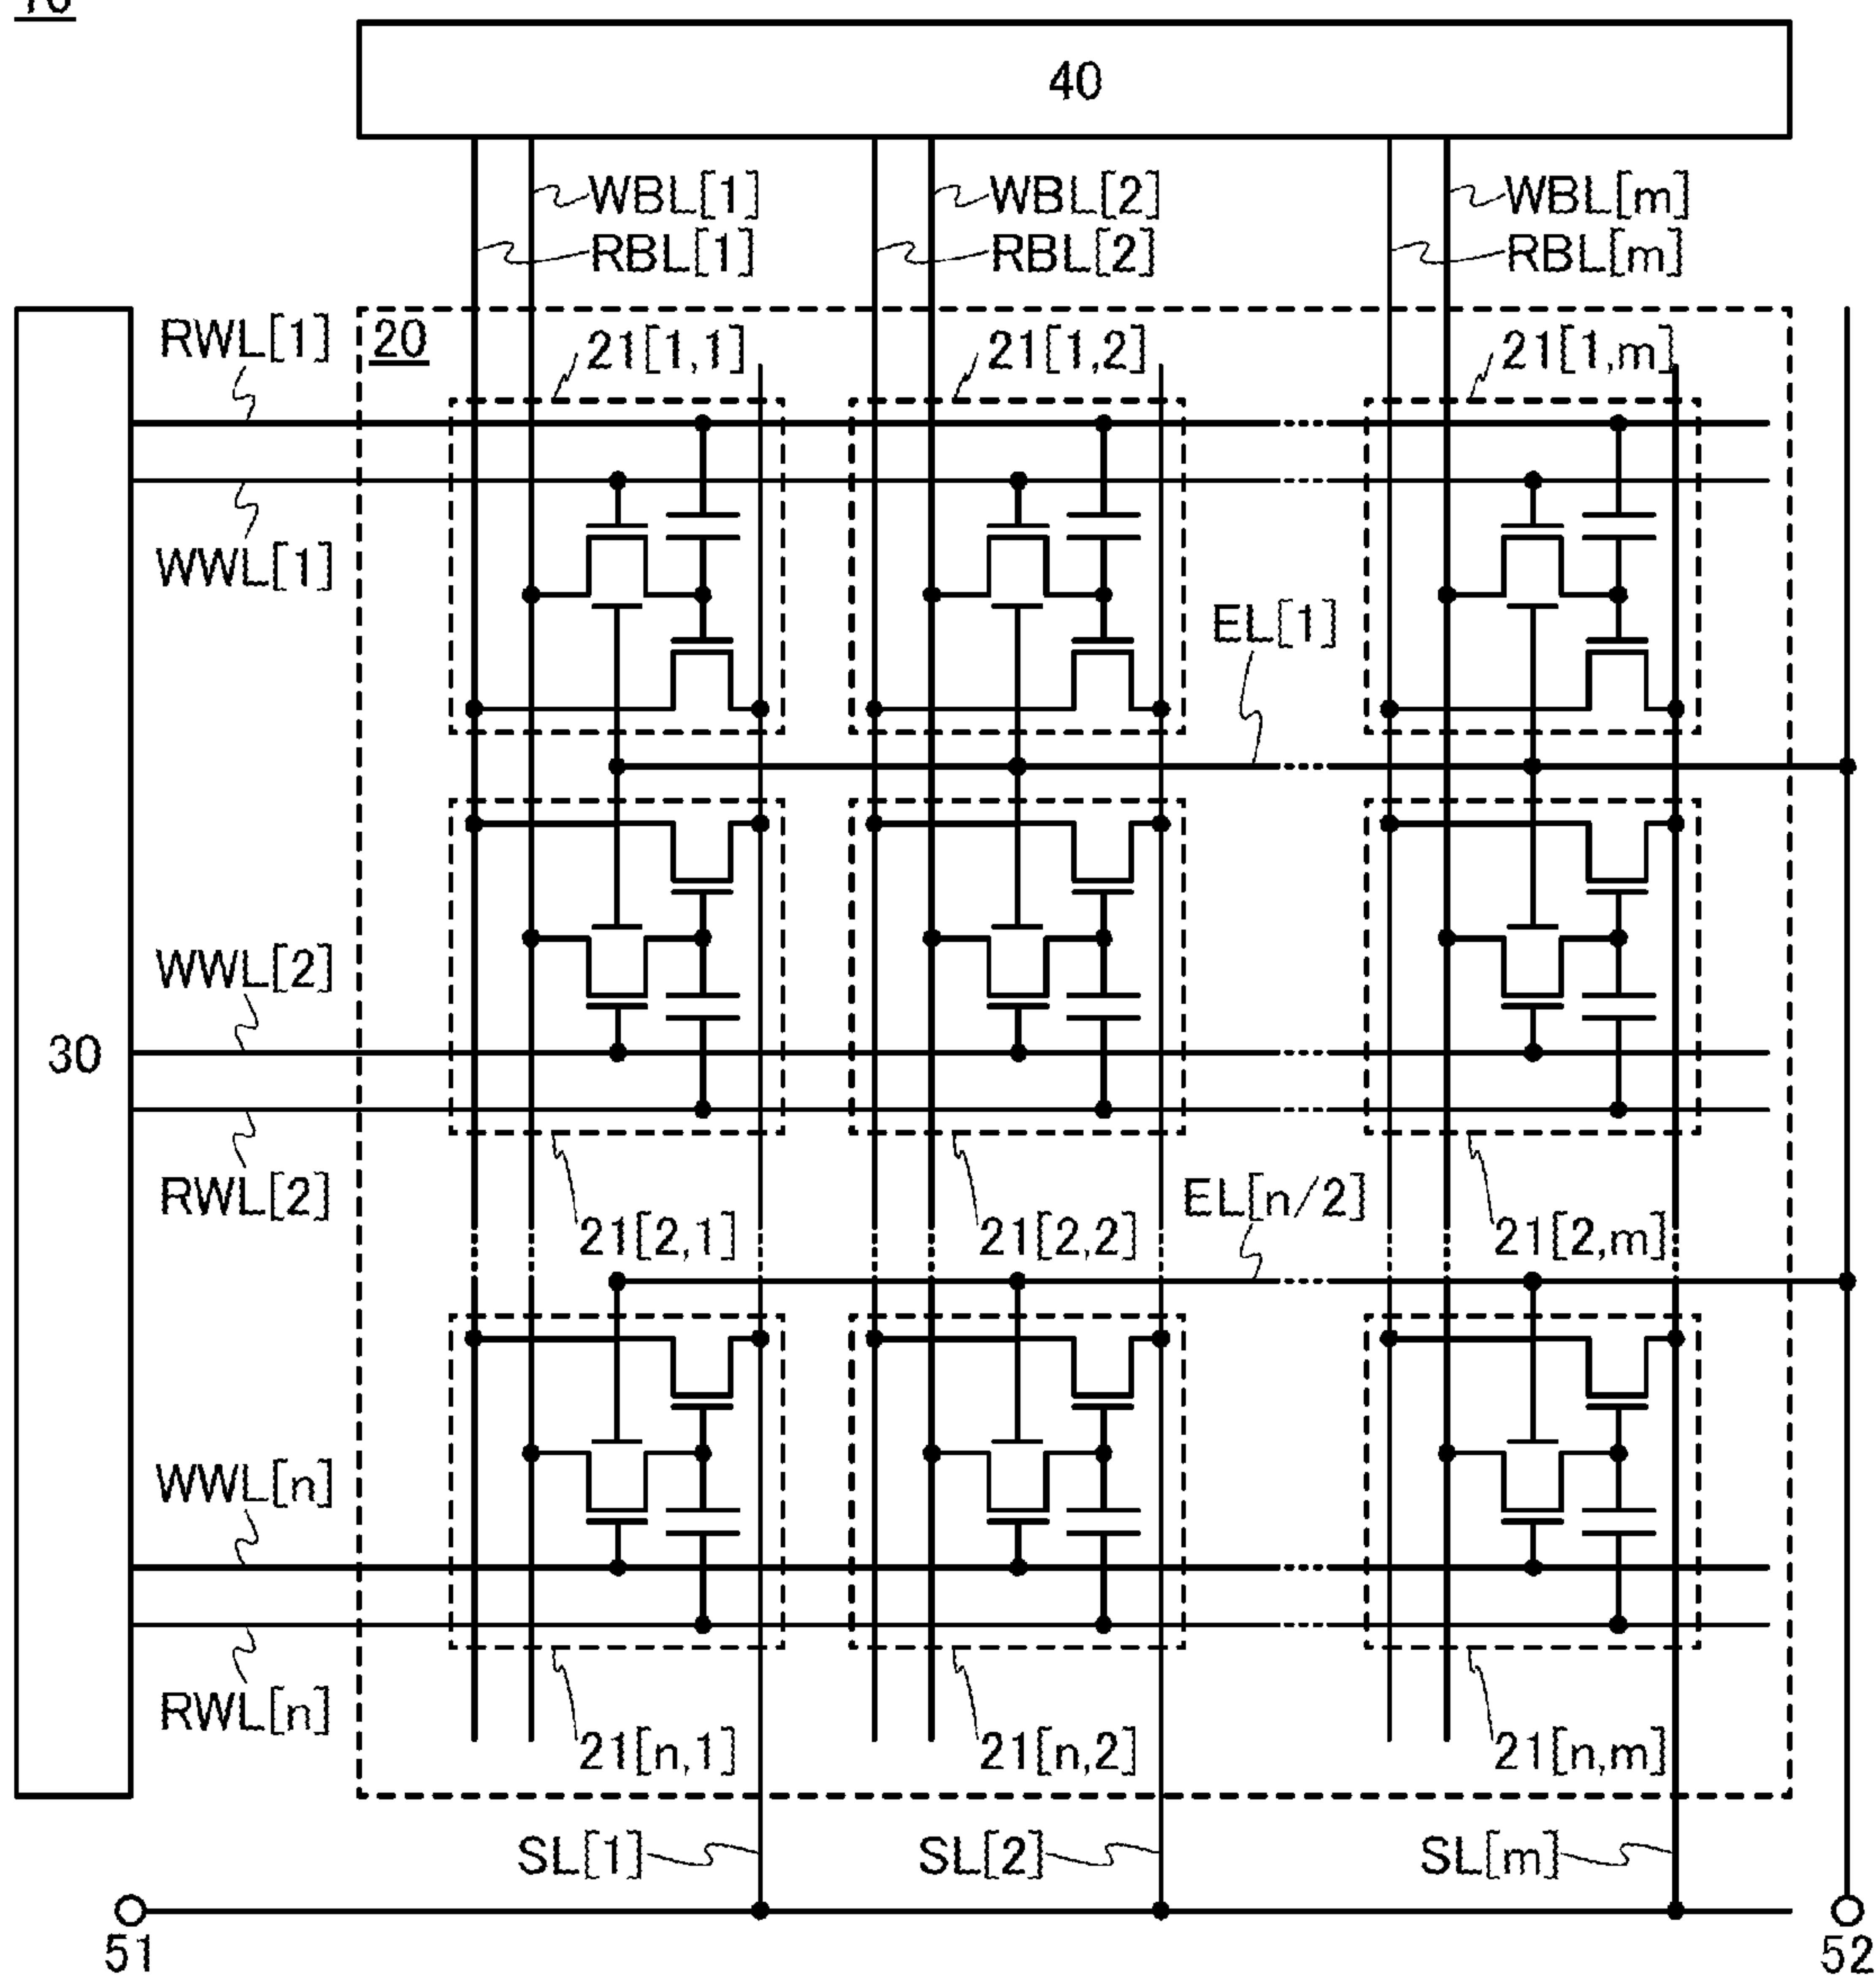 40
WBL[1] WBL[2] WBL[m]
RBL[1] RBL[2] RBL[m]
RWL[1] 20 21[1,1] 21[1,2] 21[1,m]
WWL[1]
EL[1]
WWL[2]
30
RWL[2] EL[n/2]
21[2,1] 21[2,2] 21[2,m]
WWL[n]
RWL[n]
21[n,1] 21[n,2] 21[n,m]
SL[1] SL[2] SL[m]
51 52